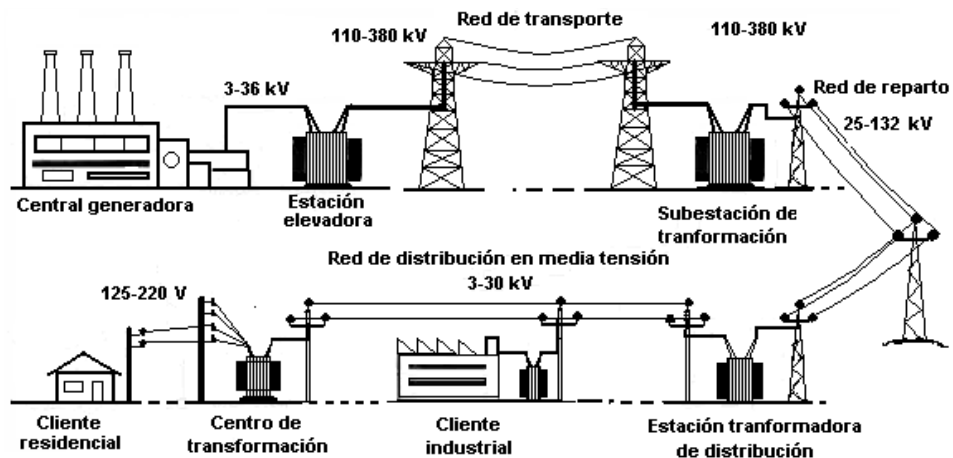 Red de transporte
110-380 kV
110-380 kV
3-36 kV
Red de reparto
25-132 kV
Central generadora
Estación
elevadora
Subestación de
tranformación
Red de distribución en media tensión
3-30 kV
125-220 V
Cliente
residencial
Centro de
transformación
Cliente
industrial
Estación tranformadora
de distribución